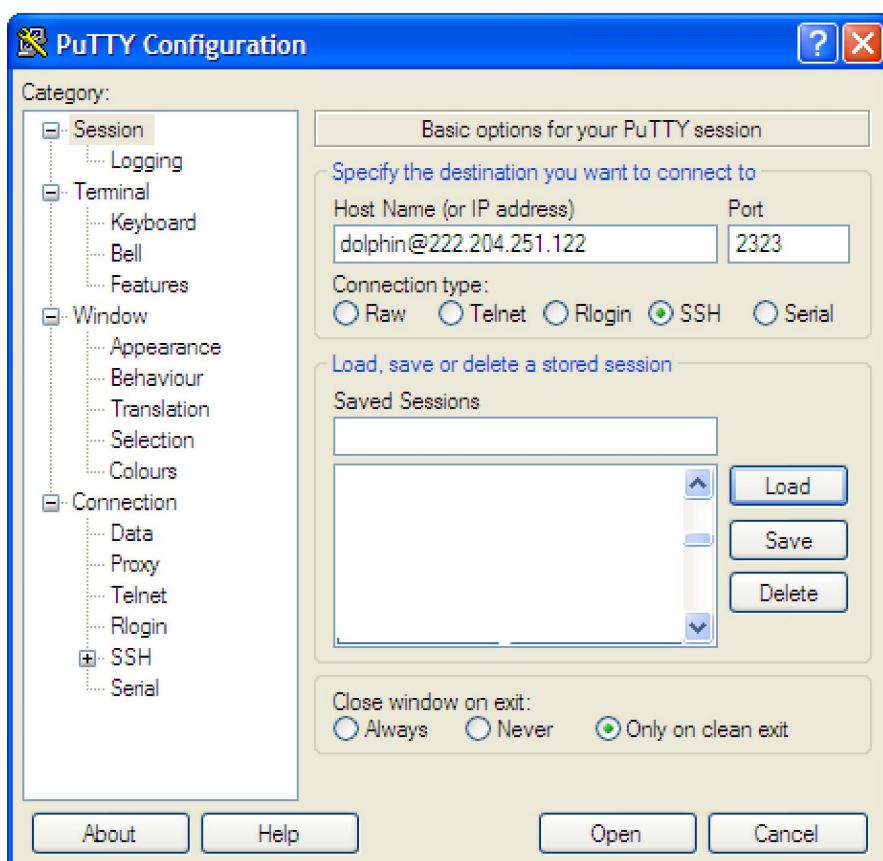 PuTTY Configuration
Category:
Session
Logging
Terminal
Keyboard
Bell
Features
Window
Appearance
Behaviour
Translation
Selection
Colours
Connection
Data
Proxy
Telnet
Rlogin
SSH
Serial
Basic options for your PuTTY session
Specify the destination you want to connect to
Host Name (or IP address) Port
dolphin@222.204.251.122 2323
Connection type:
Raw Telnet Rlogin SSH Serial
Load, save or delete a stored session
Saved Sessions
Load
Save
Delete
Close window on exit:
Always Never Only on clean exit
About Help Open Cancel